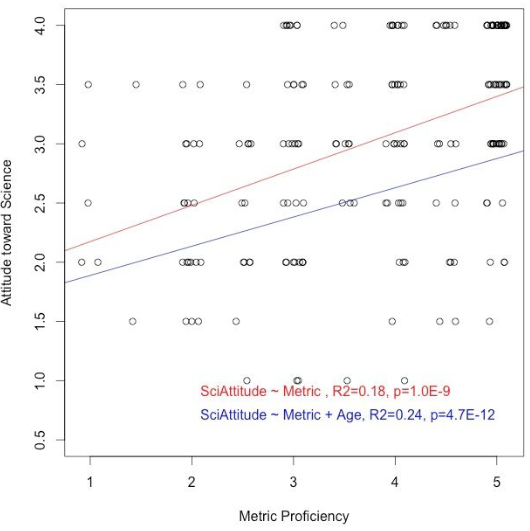 4.0
3.5
3.0
2.5
2.0
1.5
1.0
0.5
Attitude toward Science
SciAttitude ~ Metric , R2=0.18, p=1.0E-9
SciAttitude ~ Metric + Age, R2=0.24, p=4.7E-12
1 2 3 4 5
Metric Proficiency